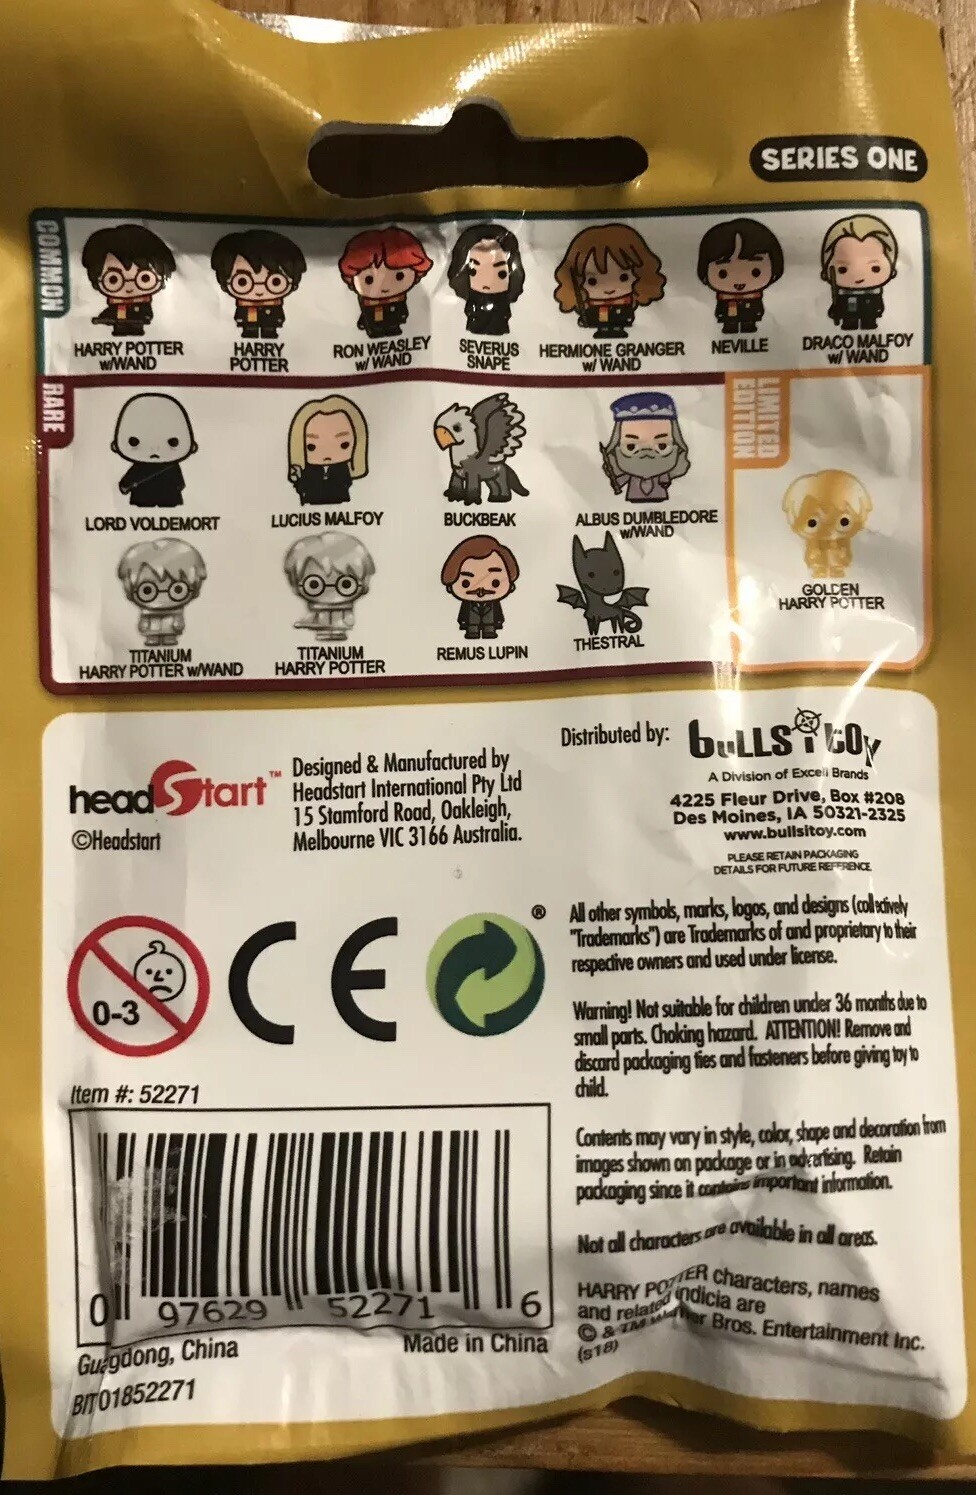 SERIES ONE
COMMON
HARRY POTTER
w/WAND
HARRY
POTTER
RON WEASLEY
w/ WAND
SEVERUS
SNAPE
HERMIONE GRANGER
w/ WAND
NEVILLE
DRACO MALFOY
w/ WAND
RARE
LORD VOLDEMORT
LUCIUS MALFOY
BUCKBEAK
ALBUS DUMBLEDORE
w/WAND
TITANIUM
HARRY POTTER w/WAND
TITANIUM
HARRY POTTER
REMUS LUPIN
THESTRAL
LIMITED
EDITION
GOLDEN
HARRY POTTER
headStart™
©Headstart
Designed & Manufactured by
Headstart International Pty Ltd
15 Stamford Road, Oakleigh,
Melbourne VIC 3166 Australia.
Distributed by:
bulls i toy
A Division of Excell Brands
4225 Fleur Drive, Box #208
Des Moines, IA 50321-2325
www.bullsitoy.com
PLEASE RETAIN PACKAGING
DETAILS FOR FUTURE REFERENCE
0-3
CE
®
All other symbols, marks, logos, and designs (collectively
"Trademarks") are Trademarks of and proprietary to their
respective owners and used under license.
Warning! Not suitable for children under 36 months due to
small parts. Choking hazard. ATTENTION! Remove and
discard packaging ties and fasteners before giving toy to
child.
Contents may vary in style, color, shape and decoration from
images shown on package or in advertising. Retain
packaging since it contains important information.
Not all characters are available in all areas.
HARRY POTTER characters, names
and related indicia are
© & TM Warner Bros. Entertainment Inc.
(s18)
Item #: 52271
0 97629 52271 6
Guagdong, China
Made in China
BIT01852271